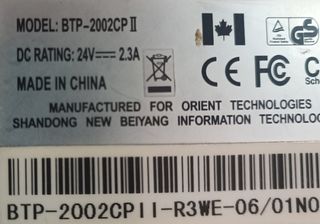 MODEL: BTP-2002CPⅡ
DC RATING: 24V⎓ 2.3A
MADE IN CHINA
CE FC
MANUFACTURED FOR ORIENT TECHNOLOGIES
SHANDONG NEW BEIYANG INFORMATION TECHNOLOG
BTP-2002CPII-R3WE-06/01N0